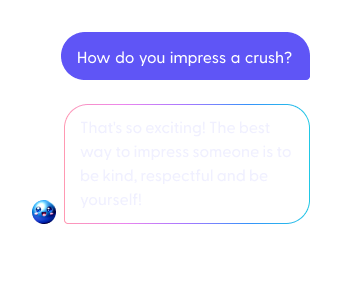 How do you impress a crush?
That's so exciting! The best
way to impress someone is to
be kind, respectful and be
yourself!